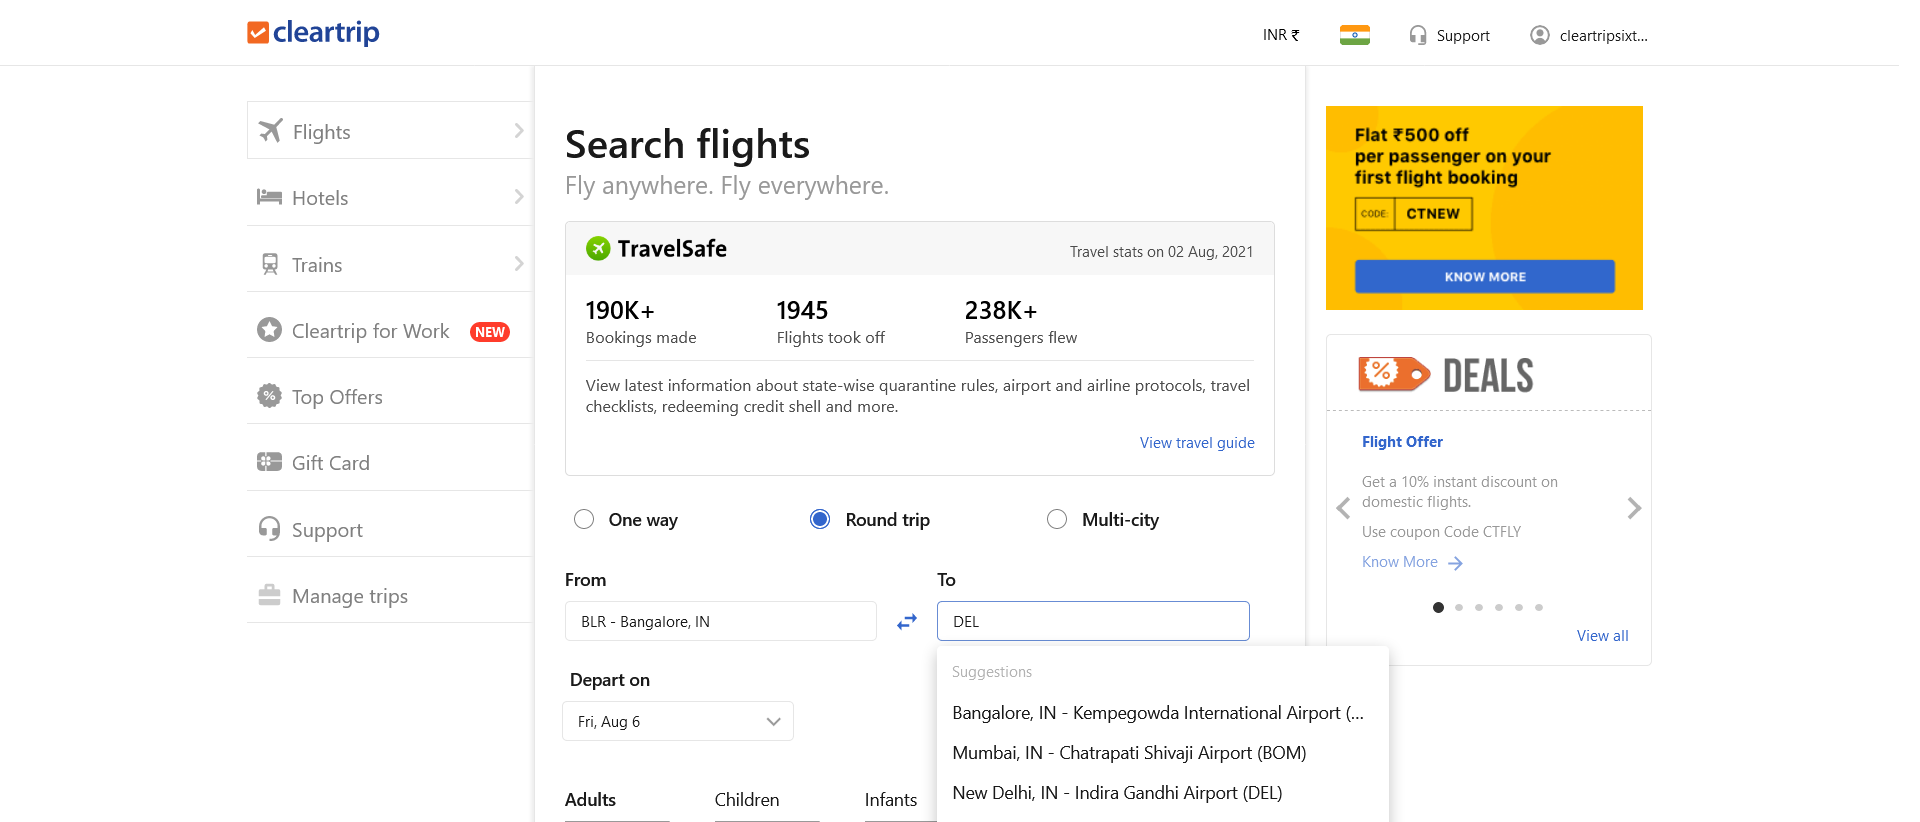 cleartrip
INR ₹
Support
cleartripsixt...
Flights
Hotels
Trains
Cleartrip for Work NEW
Top Offers
Gift Card
Support
Manage trips
Search flights
Fly anywhere. Fly everywhere.
TravelSafe
Travel stats on 02 Aug, 2021
190K+
Bookings made
1945
Flights took off
238K+
Passengers flew
View latest information about state-wise quarantine rules, airport and airline protocols, travel
checklists, redeeming credit shell and more.
View travel guide
One way
Round trip
Multi-city
From
BLR - Bangalore, IN
To
DEL
Suggestions
Bangalore, IN - Kempegowda International Airport (...
Mumbai, IN - Chatrapati Shivaji Airport (BOM)
New Delhi, IN - Indira Gandhi Airport (DEL)
Depart on
Fri, Aug 6
Adults
Children
Infants
Flat ₹500 off
per passenger on your
first flight booking
CODE: CTNEW
KNOW MORE
% DEALS
Flight Offer
Get a 10% instant discount on
domestic flights.
Use coupon Code CTFLY
Know More
View all